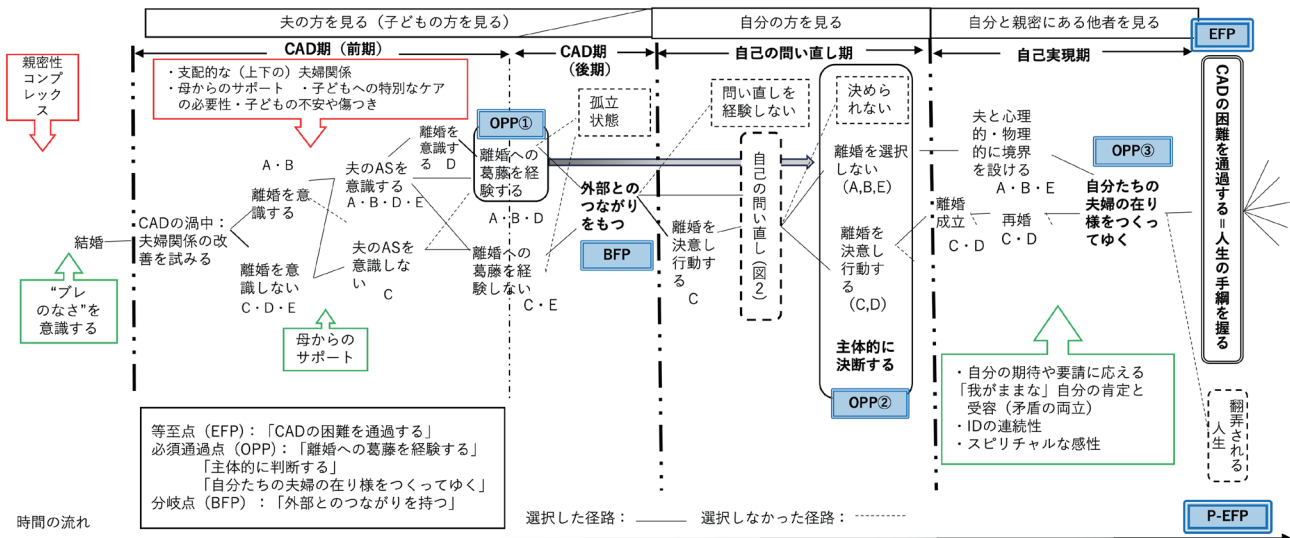 夫の方を見る（子どもの方を見る）
自分の方を見る
自分と親密にある他者を見る
EFP
CAD期（前期）
CAD期
（後期）
自己の問い直し期
自己実現期
親密性
コンプ
レック
ス
・支配的な（上下の）夫婦関係
・母からのサポート　・子どもへの特別なケア
の必要性・子どもの不安や傷つき
結婚
“ブレ
のなさ”を
意識する
CADの渦中：
夫婦関係の改
善を試みる
A・B
離婚を意
識する
離婚を意
識しない
C・D・E
母からの
サポート
夫のASを
意識する
A・B・D・E
夫のASを
意識しな
い
C
離婚を
意識す
る D
OPP①
離婚への
葛藤を経
験する
A・B・D
離婚への
葛藤を経
験しない
C・E
孤立
状態
外部との
つながり
をもつ
BFP
問い直しを
経験しない
離婚を
決意し
行動す
る
C
自己の問い直し（図2）
決めら
れない
離婚を選択
しない
(A,B,E)
離婚を
決意し
行動す
る
(C,D)
主体的に
決断する
OPP②
夫と心理
的・物理
的に境界
を設ける
A・B・E
離婚
成立
再婚
C・D
C・D
OPP③
自分たちの
夫婦の在り
様をつくっ
てゆく
CADの困難を通過する＝人生の手綱を握る
翻弄される
人生
・自分の期待や要請に応える
「我がままな」自分の肯定と
受容（矛盾の両立）
・IDの連続性
・スピリチャルな感性
等至点（EFP）：「CADの困難を通過する」
必須通過点（OPP）：「離婚への葛藤を経験する」
「主体的に判断する」
「自分たちの夫婦の在り様をつくってゆく」
分岐点（BFP）：「外部とのつながりを持つ」
時間の流れ
選択した径路：
選択しなかった径路：
P-EFP